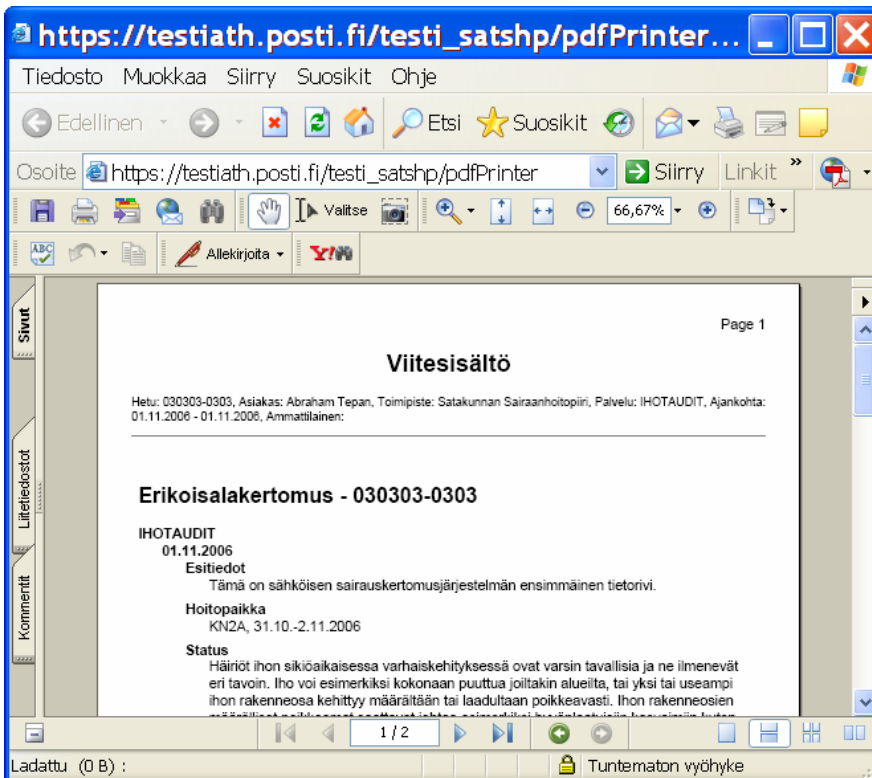 https://testiath.posti.fi/testi_satshp/pdfPrinter...
Tiedosto Muokkaa Siirry Suosikit Ohje
Edellinen Etsi Suosikit
Osoite https://testiath.posti.fi/testi_satshp/pdfPrinter Siirry Linkit »
Valitse 66,67%
ABC Allekirjoita Y!
Sivut
Liitetiedostot
Kommentit
Page 1
Viitesisältö
Hetu: 030303-0303, Asiakas: Abraham Tepan, Toimipiste: Satakunnan Sairaanhoitopiiri, Palvelu: IHOTAUDIT, Ajankohta:
01.11.2006 - 01.11.2006, Ammattilainen:
Erikoisalakertomus - 030303-0303
IHOTAUDIT
01.11.2006
Esitiedot
Tämä on sähköisen sairauskertomusjärjestelmän ensimmäinen tietorivi.
Hoitopaikka
KN2A, 31.10.-2.11.2006
Status
Häiriöt ihon sikiöaikaisessa varhaiskehityksessä ovat varsin tavallisia ja ne ilmenevät
eri tavoin. Iho voi esimerkiksi kokonaan puuttua joiltakin alueilta, tai yksi tai useampi
ihon rakenneosa kehittyy määrältään tai laadultaan poikkeavasti. Ihon rakenneosien
1 / 2
Ladattu (0 B) : Tuntematon vyöhyke